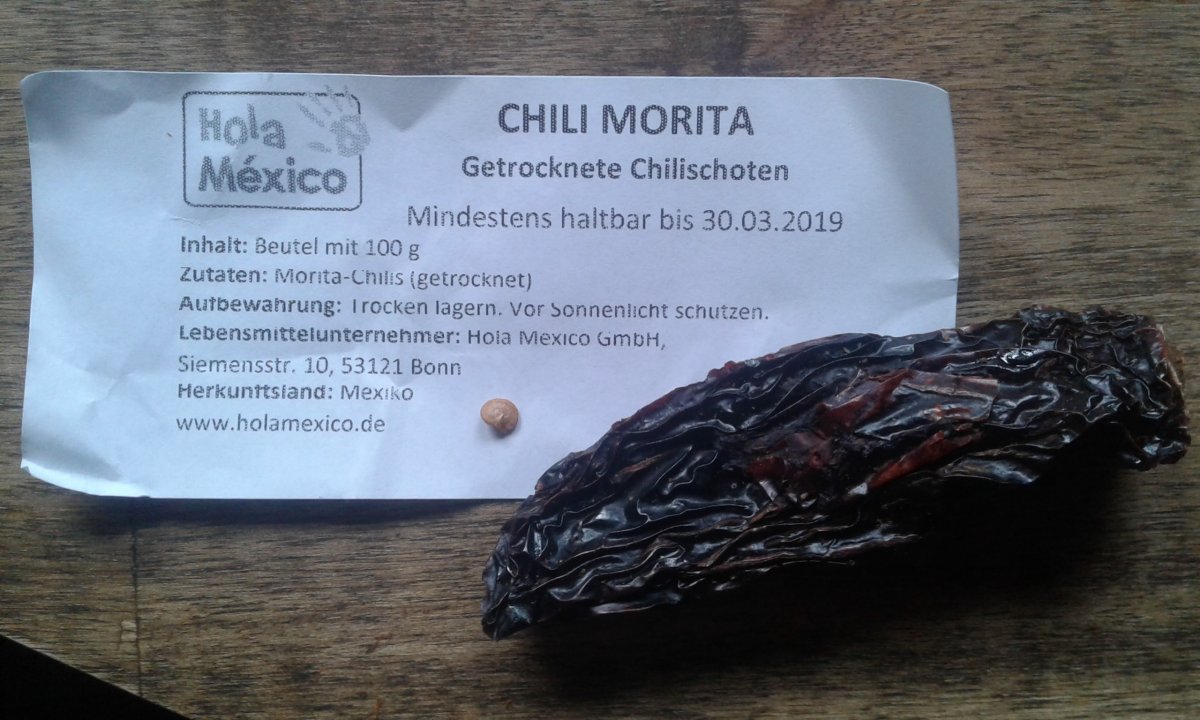 Hola
México
CHILI MORITA
Getrocknete Chilischoten
Mindestens haltbar bis 30.03.2019
Inhalt: Beutel mit 100 g
Zutaten: Morita-Chilis (getrocknet)
Aufbewahrung: Trocken lagern. Vor Sonnenlicht schützen.
Lebensmittelunternehmer: Hola Mexico GmbH,
Siemensstr. 10, 53121 Bonn
Herkunftsland: Mexiko
www.holamexico.de